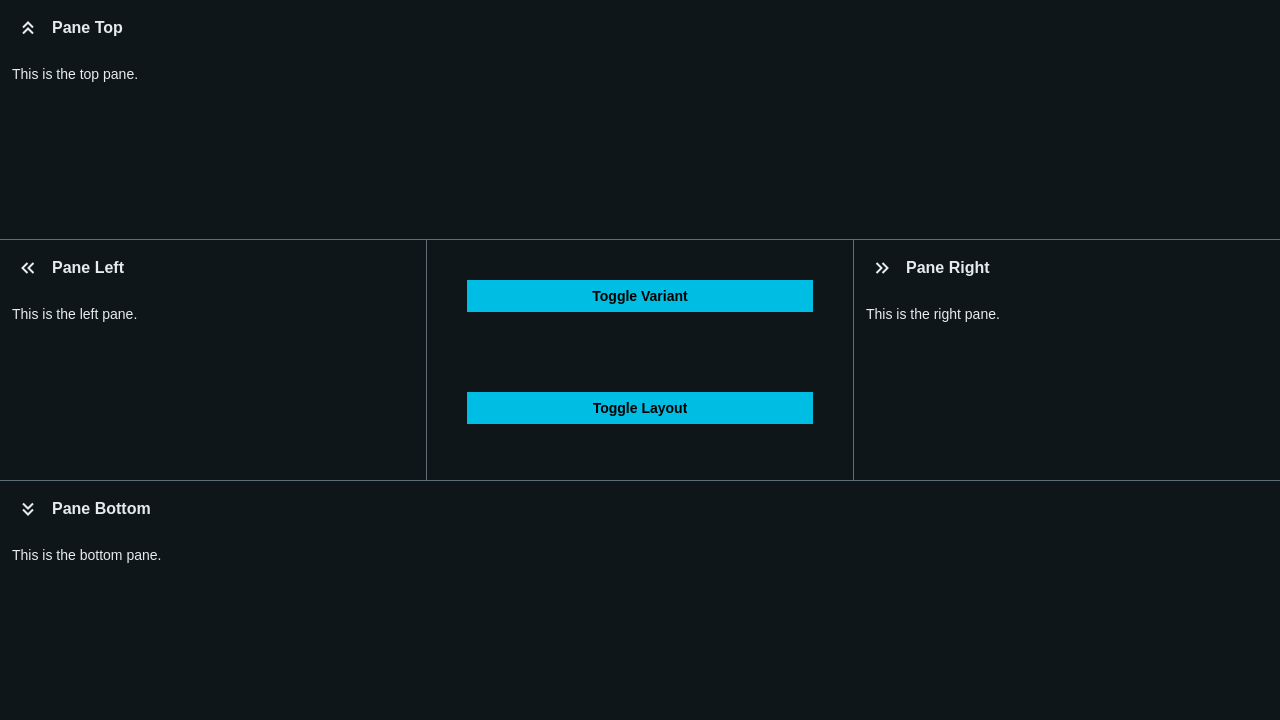 Pane Top
This is the top pane.
Pane Left
This is the left pane.
Toggle Variant
Toggle Layout
Pane Right
This is the right pane.
Pane Bottom
This is the bottom pane.